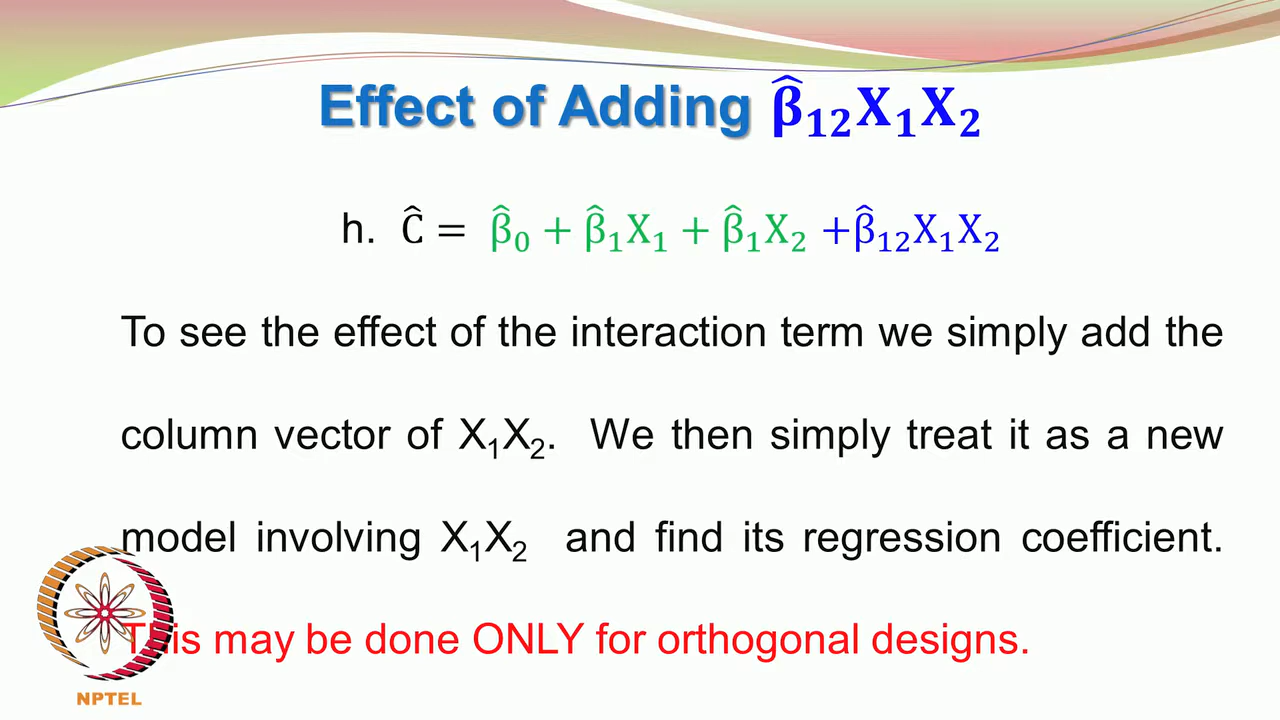 Effect of Adding β̂₁₂X₁X₂
h. Ĉ = β̂₀ + β̂₁X₁ + β̂₁X₂ +β̂₁₂X₁X₂
To see the effect of the interaction term we simply add the
column vector of X₁X₂. We then simply treat it as a new
model involving X₁X₂ and find its regression coefficient.
This may be done ONLY for orthogonal designs.
NPTEL